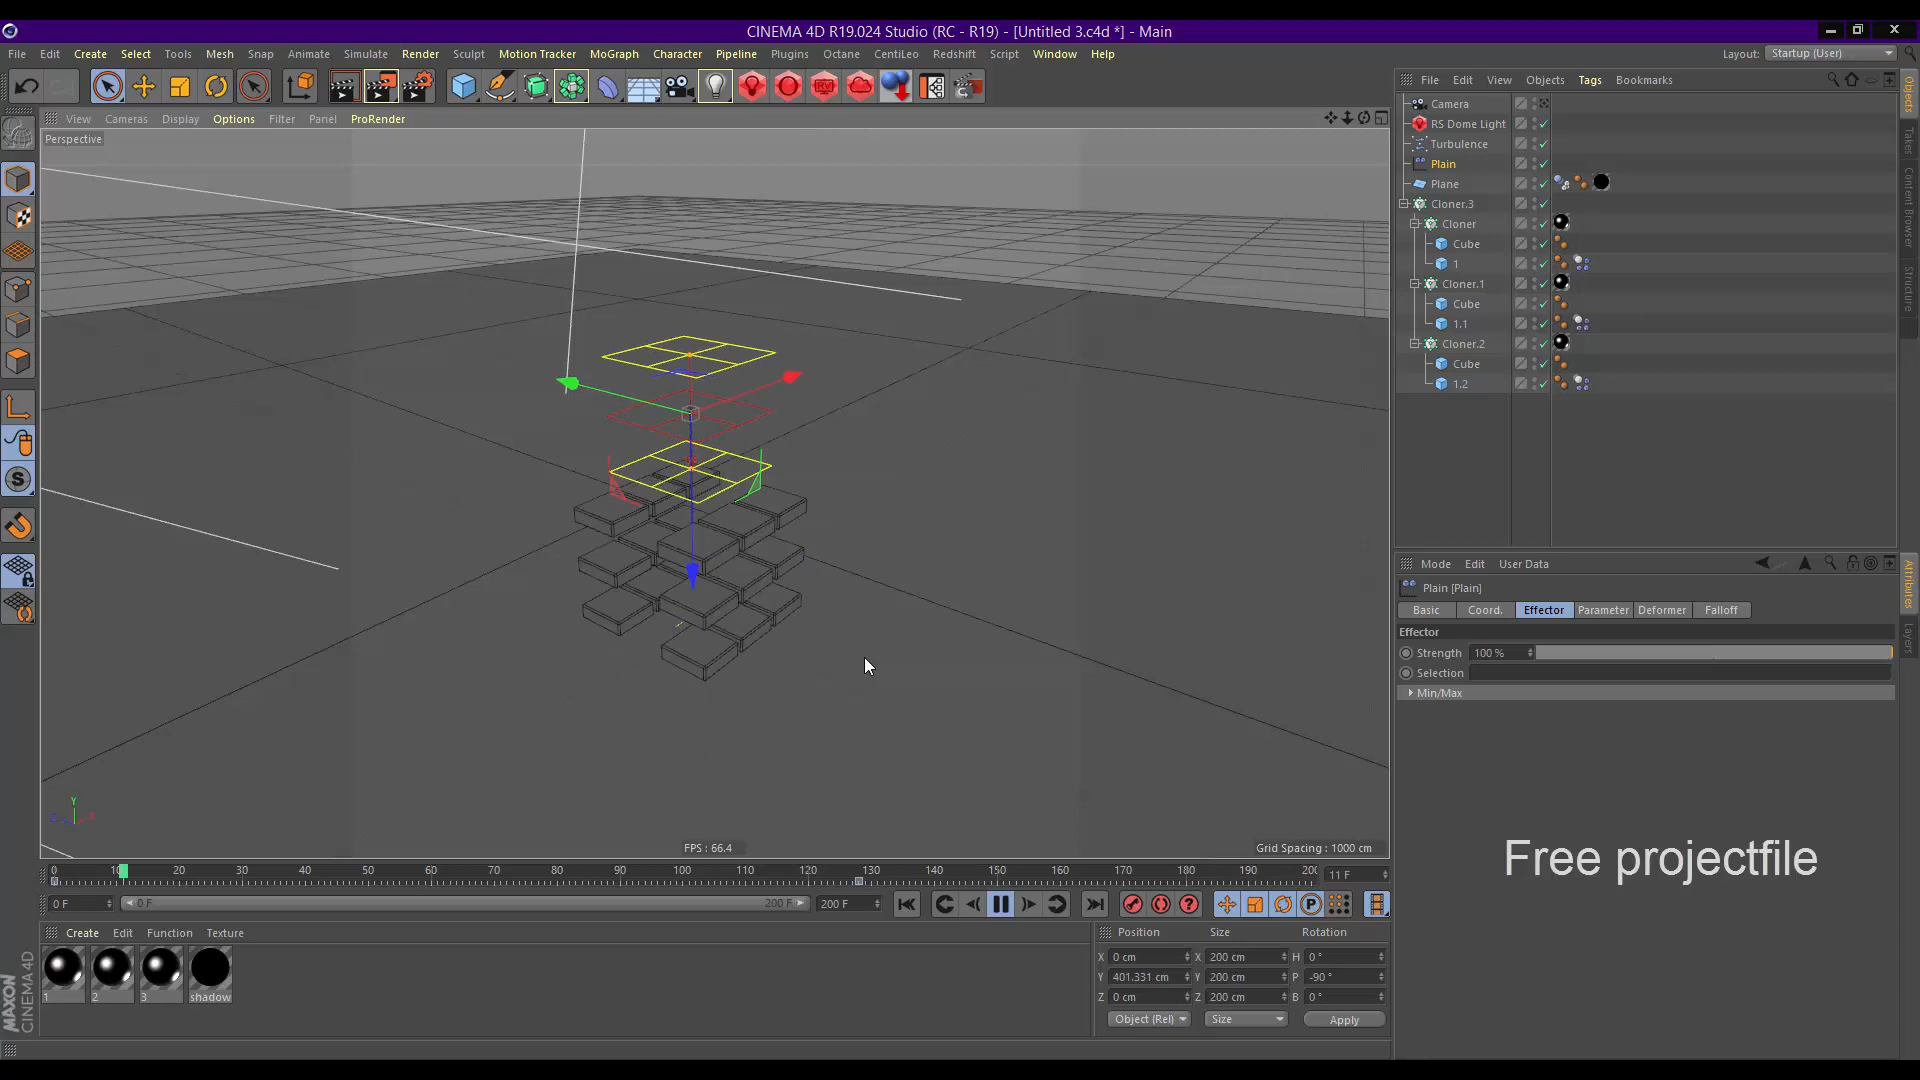 CINEMA 4D R19.024 Studio (RC - R19) - [Untitled 3.c4d *] - Main
File Edit Create Select Tools Mesh Snap Animate Simulate Render Sculpt Motion Tracker MoGraph Character Pipeline Plugins Octane CentiLeo Redshift Script Window Help Layout: Startup (User)
File Edit View Objects Tags Bookmarks
View Cameras Display Options Filter Panel ProRender
Perspective
Camera
RS Dome Light
Turbulence
Plain
Plane
Cloner.3
Cloner
Cube
1
Cloner.1
Cube
1.1
Cloner.2
Cube
1.2
Objects
Takes
Content Browser
Structure
Mode Edit User Data
Plain [Plain]
Basic Coord. Effector Parameter Deformer Falloff
Effector
Strength 100 %
Selection
Min/Max
Attributes
Layers
Free projectfile
Y
X
Z
FPS : 66.4
Grid Spacing : 1000 cm
0 10 20 30 40 50 60 70 80 90 100 110 120 130 140 150 160 170 180 190 200 11 F
0 F 0 F 200 F 200 F
Create Edit Function Texture
1 2 3 shadow
Position Size Rotation
X 0 cm X 200 cm H 0 °
Y 401.331 cm Y 200 cm P -90 °
Z 0 cm Z 200 cm B 0 °
Object (Rel) Size Apply
MAXON CINEMA 4D